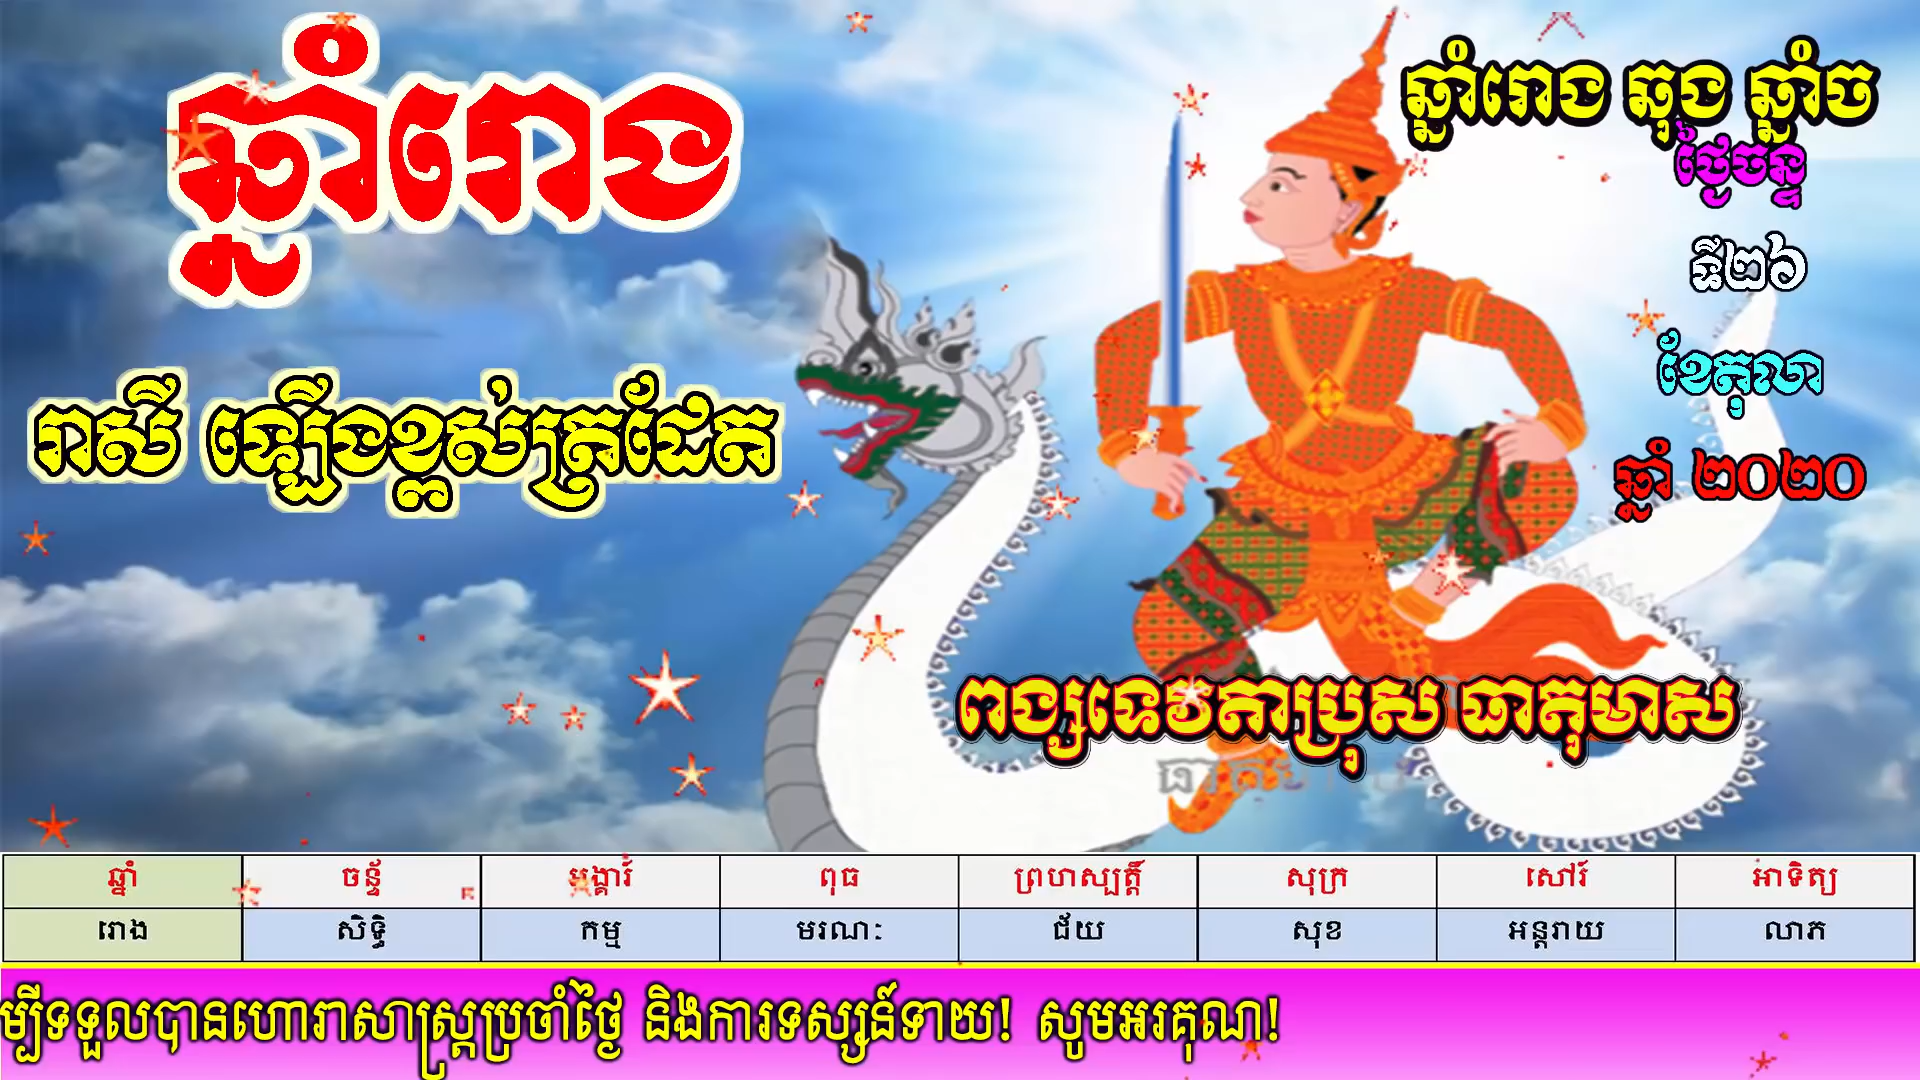 ឆ្នាំរោង
រាសី ឡើងខ្ពស់ត្រដែត
ឆ្នាំរោង ឆុង ឆ្នាំច
ថ្ងៃចន្ទ
ទី២៦
ខែតុលា
ឆ្នាំ ២០២០
ពង្សទេវតាប្រុស ធាតុមាស
ឆ្នាំ ចន្ទ័ អង្គារ៍ ពុធ ព្រហស្បត្តិ៍ សុក្រ សៅរ៍ អាទិត្យ
រោង សិទ្ធិ កម្ម មរណៈ ជ័យ សុខ អន្តរាយ លាភ
ម្បីទទួលបានហោរាសាស្ត្រប្រចាំថ្ងៃ និងការទស្សន៍ទាយ! សូមអរគុណ!